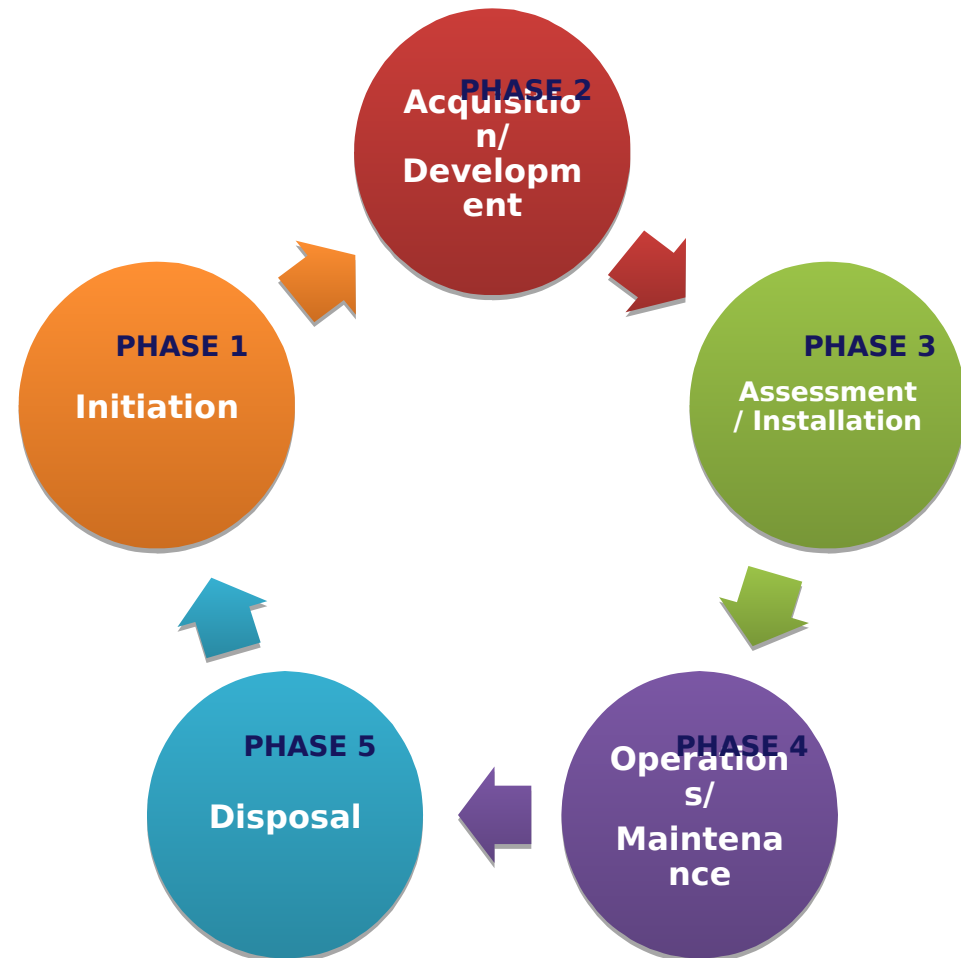 PHASE 1
Initiation
PHASE 2
Acquisitio
n/
Developm
ent
PHASE 3
Assessment
/ Installation
PHASE 4
Operation
s/
Maintena
nce
PHASE 5
Disposal